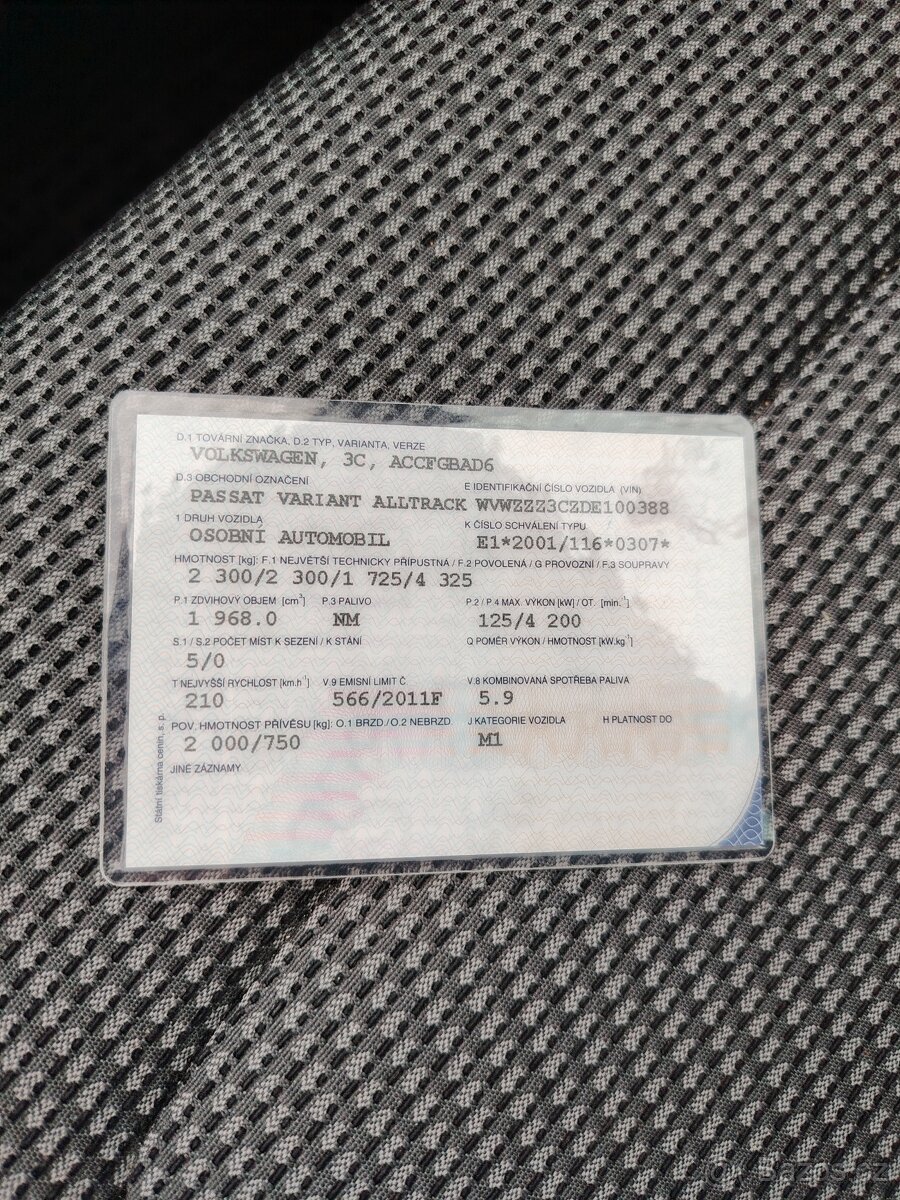 D.1 TOVÁRNÍ ZNAČKA, D.2 TYP, VARIANTA, VERZE
VOLKSWAGEN, 3C, ACCFGBAD6
D.3 OBCHODNÍ OZNAČENÍ E IDENTIFIKAČNÍ ČÍSLO VOZIDLA (VIN)
PASSAT VARIANT ALLTRACK WVWZZZ3CZDE100388
1 DRUH VOZIDLA K ČÍSLO SCHVÁLENÍ TYPU
OSOBNÍ AUTOMOBIL E1*2001/116*0307*
HMOTNOST [kg]: F.1 NEJVĚTŠÍ TECHNICKY PŘÍPUSTNÁ / F.2 POVOLENÁ / G PROVOZNÍ / F.3 SOUPRAVY
2 300/2 300/1 725/4 325
P.1 ZDVIHOVÝ OBJEM [cm³] P.3 PALIVO P.2 / P.4 MAX. VÝKON [kW] / OT. [min.⁻¹]
1 968.0 NM 125/4 200
S.1 / S.2 POČET MÍST K SEZENÍ / K STÁNÍ Q POMĚR VÝKON / HMOTNOST [kW.kg⁻¹]
5/0
T NEJVYŠŠÍ RYCHLOST [km.h⁻¹] V.9 EMISNÍ LIMIT Č. V.8 KOMBINOVANÁ SPOTŘEBA PALIVA
210 566/2011F 5.9
POV. HMOTNOST PŘÍVĚSU [kg]: O.1 BRZD./O.2 NEBRZD J KATEGORIE VOZIDLA H PLATNOST DO
2 000/750 M1
JINÉ ZÁZNAMY
Státní tiskárna cenin, s. p.
Bazos.cz